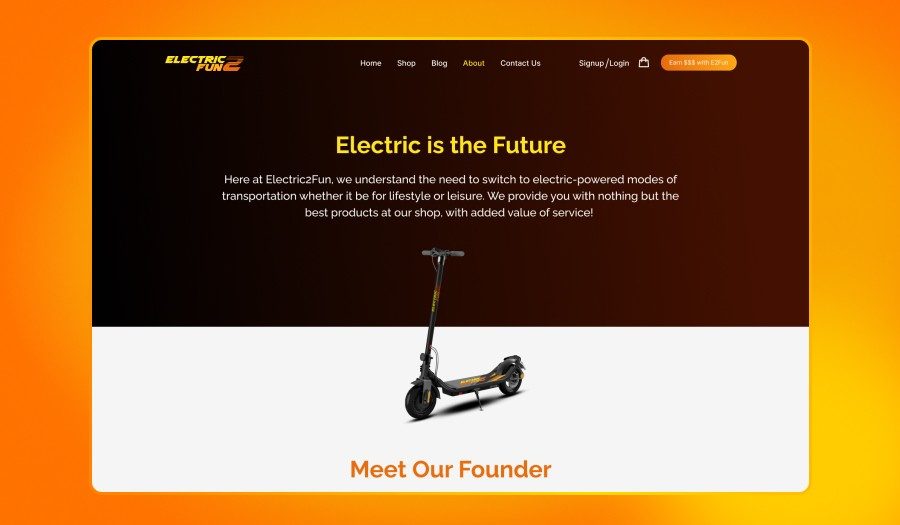 ELECTRIC
FUN 2
Home Shop Blog About Contact Us Signup/Login Earn $$$ with E2Fun
Electric is the Future
Here at Electric2Fun, we understand the need to switch to electric-powered modes of
transportation whether it be for lifestyle or leisure. We provide you with nothing but the
best products at our shop, with added value of service!
Meet Our Founder